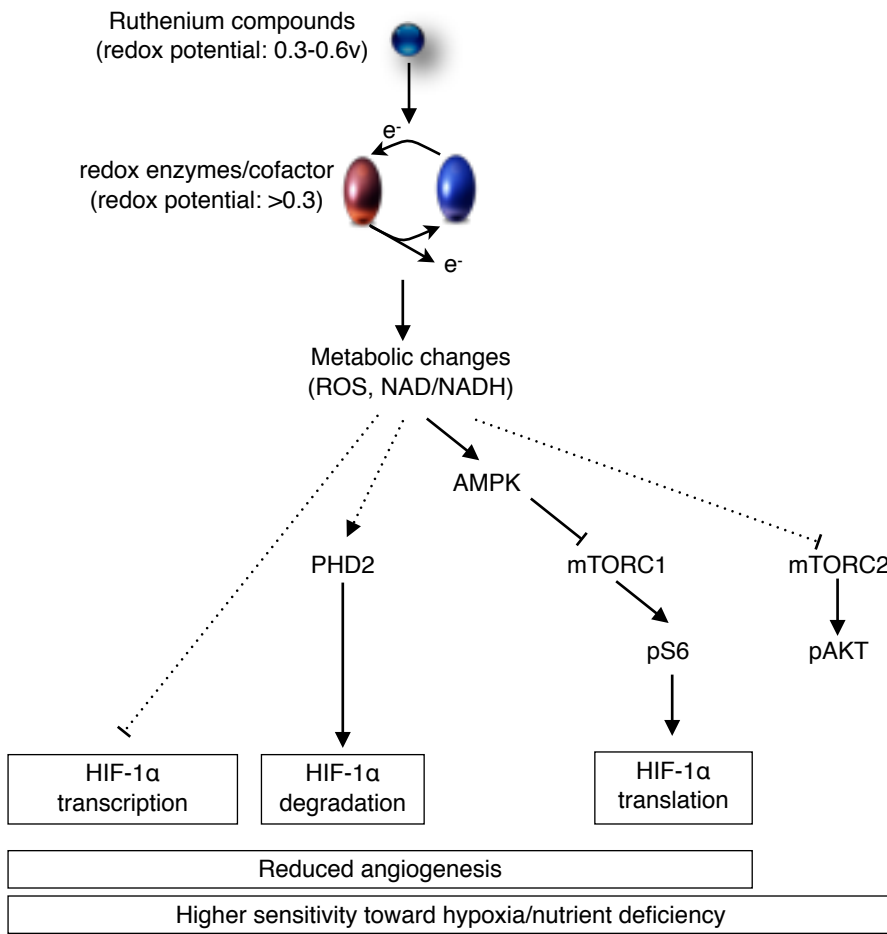 Ruthenium compounds
(redox potential: 0.3-0.6v)
e-
redox enzymes/cofactor
(redox potential: >0.3)
e-
Metabolic changes
(ROS, NAD/NADH)
AMPK
PHD2
mTORC1
mTORC2
pS6
pAKT
HIF-1α
transcription
HIF-1α
degradation
HIF-1α
translation
Reduced angiogenesis
Higher sensitivity toward hypoxia/nutrient deficiency